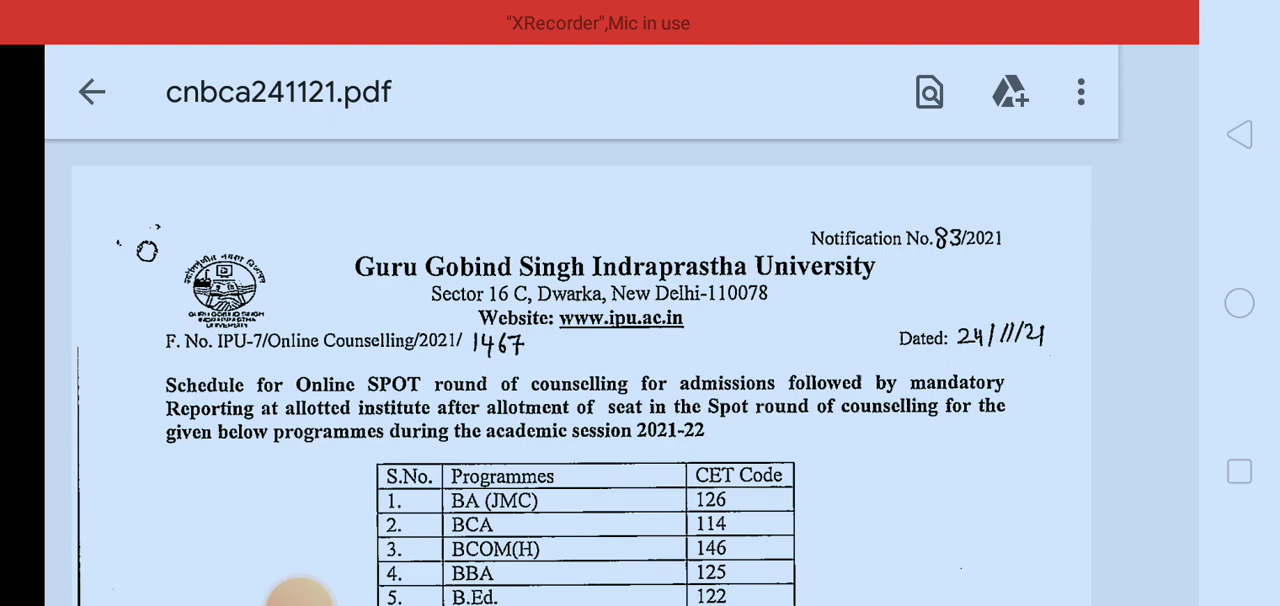 "XRecorder",Mic in use
cnbca241121.pdf
Notification No.83/2021
Guru Gobind Singh Indraprastha University
Sector 16 C, Dwarka, New Delhi-110078
Website: www.ipu.ac.in
F. No. IPU-7/Online Counselling/2021/ 1467
Dated: 24/11/21
Schedule for Online SPOT round of counselling for admissions followed by mandatory
Reporting at allotted institute after allotment of seat in the Spot round of counselling for the
given below programmes during the academic session 2021-22
S.No. Programmes CET Code
1. BA (JMC) 126
2. BCA 114
3. BCOM(H) 146
4. BBA 125
5. B.Ed. 122